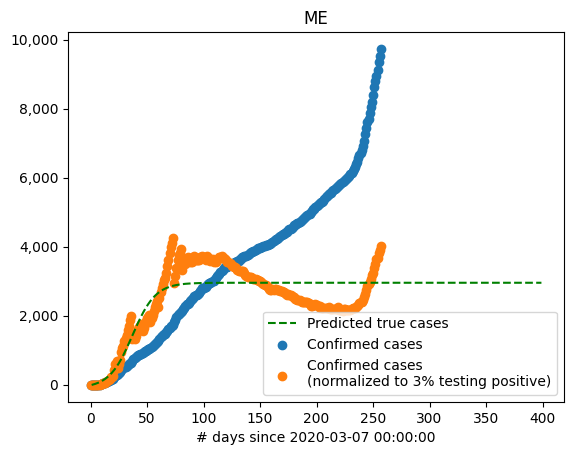 ME
10,000
8,000
6,000
4,000
2,000
0
Predicted true cases
Confirmed cases
Confirmed cases
(normalized to 3% testing positive)
0 50 100 150 200 250 300 350 400
# days since 2020-03-07 00:00:00